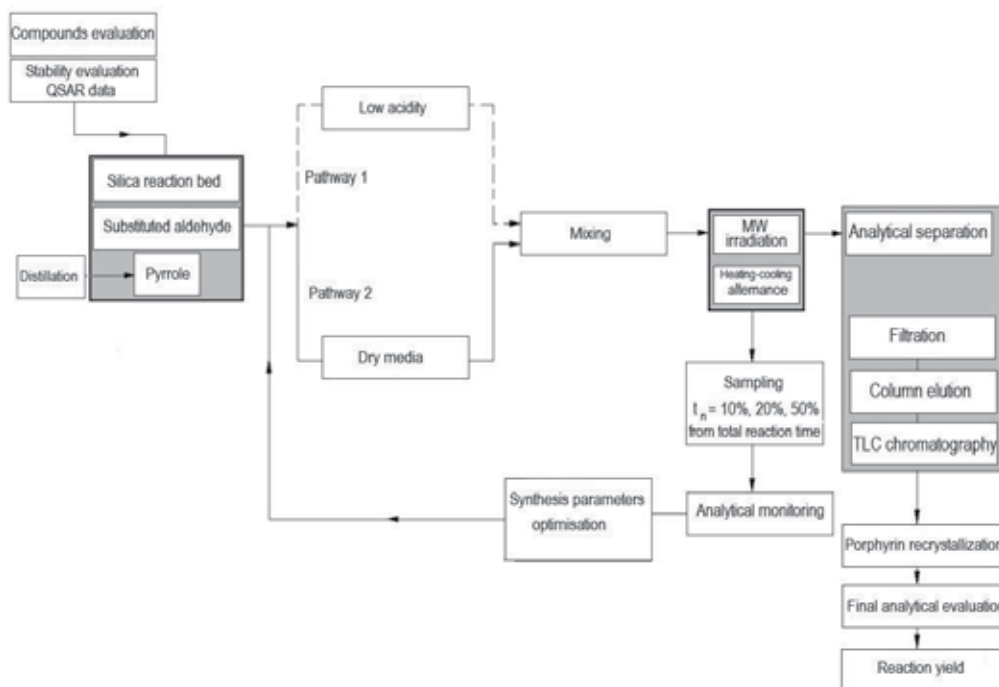 Compounds evaluation
Stability evaluation
QSAR data
Silica reaction bed
Substituted aldehyde
Distillation
Pyrrole
Low acidity
Pathway 1
Pathway 2
Dry media
Mixing
MW
irradiation
Heating-cooling
alternance
Sampling
t n = 10%, 20%, 50%
from total reaction time
Analytical monitoring
Synthesis parameters
optimisation
Analytical separation
Filtration
Column elution
TLC chromatography
Porphyrin recrystallization
Final analytical evaluation
Reaction yield